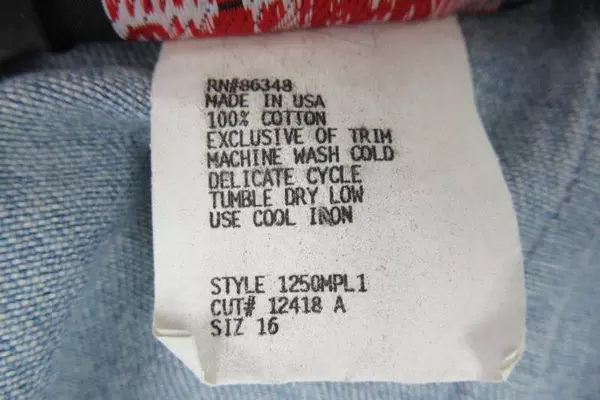 RN#86348
MADE IN USA
100% COTTON
EXCLUSIVE OF TRIM
MACHINE WASH COLD
DELICATE CYCLE
TUMBLE DRY LOW
USE COOL IRON
STYLE 1250MPL1
CUT# 12418 A
SIZ 16